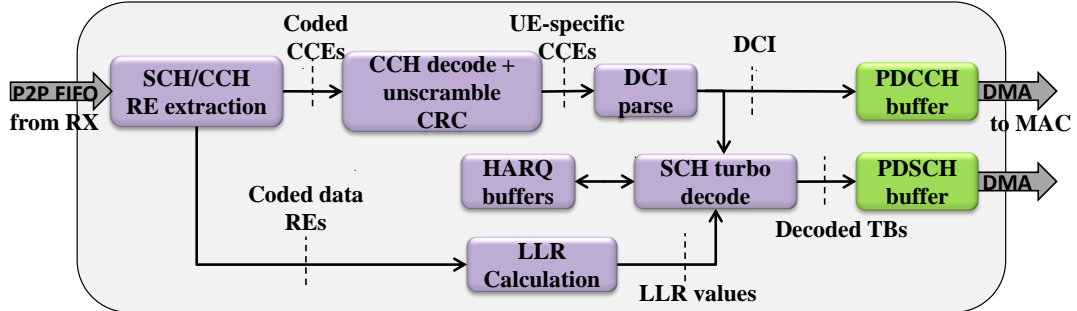 Coded
CCEs
UE-specific
CCEs
DCI
P2P FIFO
from RX
SCH/CCH
RE extraction
CCH decode +
unscramble
CRC
DCI
parse
PDCCH
buffer
DMA
to MAC
HARQ
buffers
SCH turbo
decode
PDSCH
buffer
DMA
Coded data
REs
Decoded TBs
LLR
Calculation
LLR values